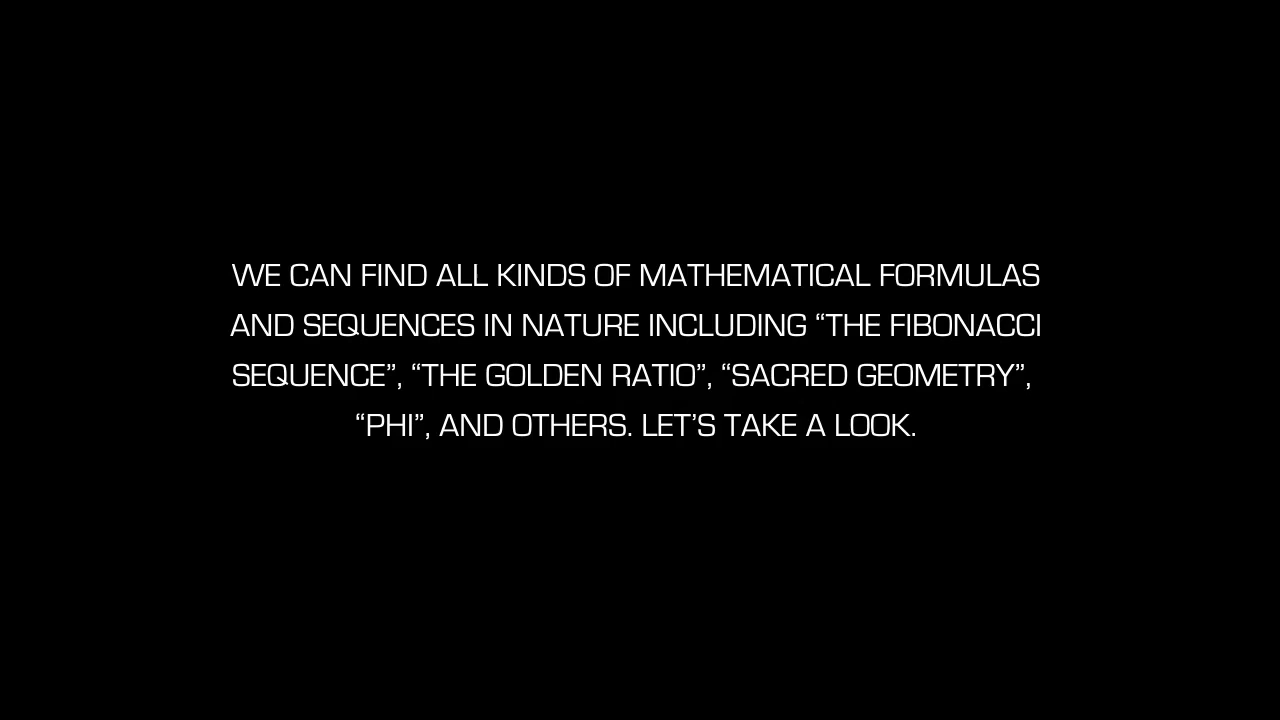 WE CAN FIND ALL KINDS OF MATHEMATICAL FORMULAS
AND SEQUENCES IN NATURE INCLUDING “THE FIBONACCI
SEQUENCE”, “THE GOLDEN RATIO”, “SACRED GEOMETRY”,
“PHI”, AND OTHERS. LET’S TAKE A LOOK.